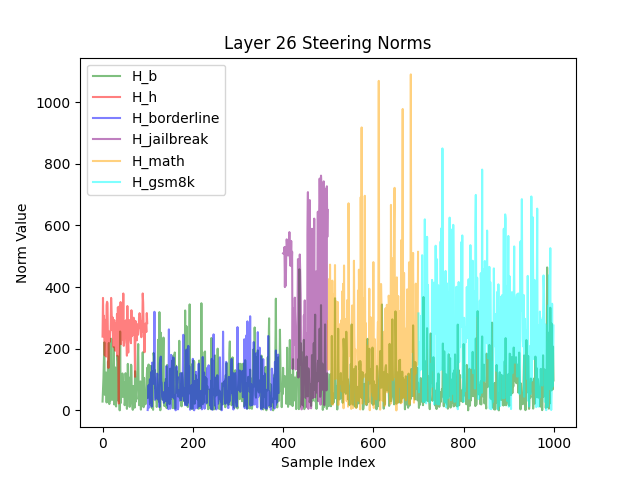 Layer 26 Steering Norms
H_b
H_h
H_borderline
H_jailbreak
H_math
H_gsm8k
Norm Value
1000
800
600
400
200
0
0 200 400 600 800 1000
Sample Index